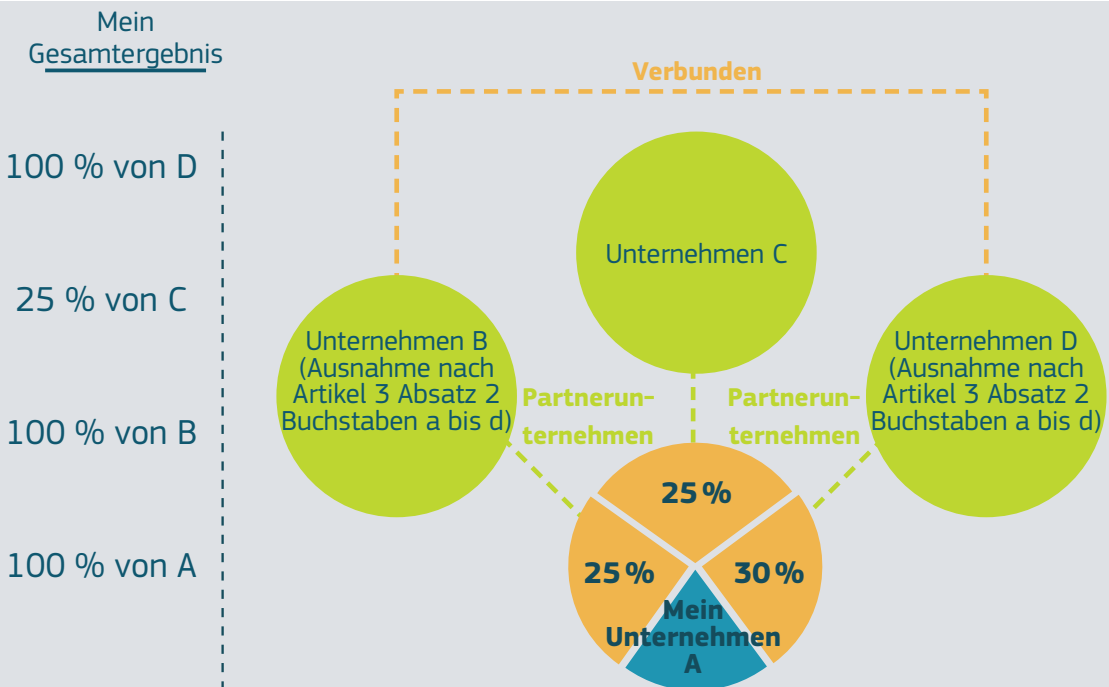 Mein
Gesamtergebnis
100 % von D
25 % von C
100 % von B
100 % von A
Verbunden
Unternehmen C
Unternehmen B
(Ausnahme nach
Artikel 3 Absatz 2
Buchstaben a bis d)
Partnerun-
ternehmen
Partnerun-
ternehmen
Unternehmen D
(Ausnahme nach
Artikel 3 Absatz 2
Buchstaben a bis d)
25 %
25 %
30 %
Mein
Unternehmen
A